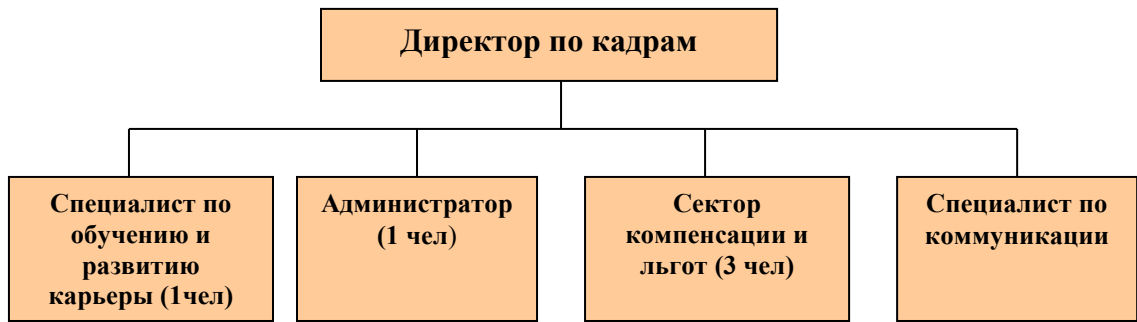 Директор по кадрам
Специалист по
обучению и
развитию
карьеры (1чел)
Администратор
(1 чел)
Сектор
компенсации и
льгот (3 чел)
Специалист по
коммуникации